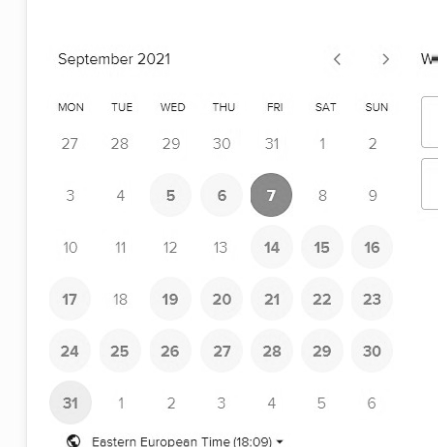 September 2021
MON TUE WED THU FRI SAT SUN
27 28 29 30 31 1 2
3 4 5 6 7 8 9
10 11 12 13 14 15 16
17 18 19 20 21 22 23
24 25 26 27 28 29 30
31 1 2 3 4 5 6
Eastern European Time (18:09)